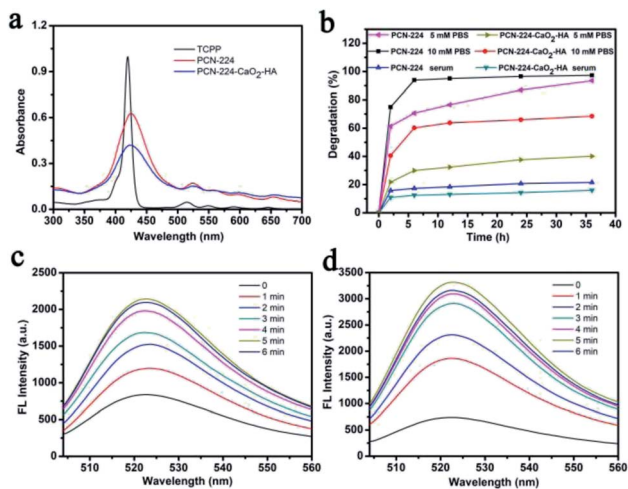 a
TCPP
PCN-224
PCN-224-CaO2-HA
1.2
0.9
0.6
0.3
0.0
Absorbance
300 350 400 450 500 550 600 650 700
Wavelength (nm)
b
PCN-224 5 mM PBS PCN-224-CaO2-HA 5 mM PBS
PCN-224 10 mM PBS PCN-224-CaO2-HA 10 mM PBS
PCN-224 serum PCN-224-CaO2-HA serum
120
100
80
60
40
20
0
Degradation (%)
0 5 10 15 20 25 30 35 40
Time (h)
c
0
1 min
2 min
3 min
4 min
5 min
6 min
2500
2000
1500
1000
500
0
FL Intensity (a.u.)
510 520 530 540 550 560
Wavelength (nm)
d
0
1 min
2 min
3 min
4 min
5 min
6 min
3500
3000
2500
2000
1500
1000
500
0
FL Intensity (a.u.)
510 520 530 540 550 560
Wavelength (nm)